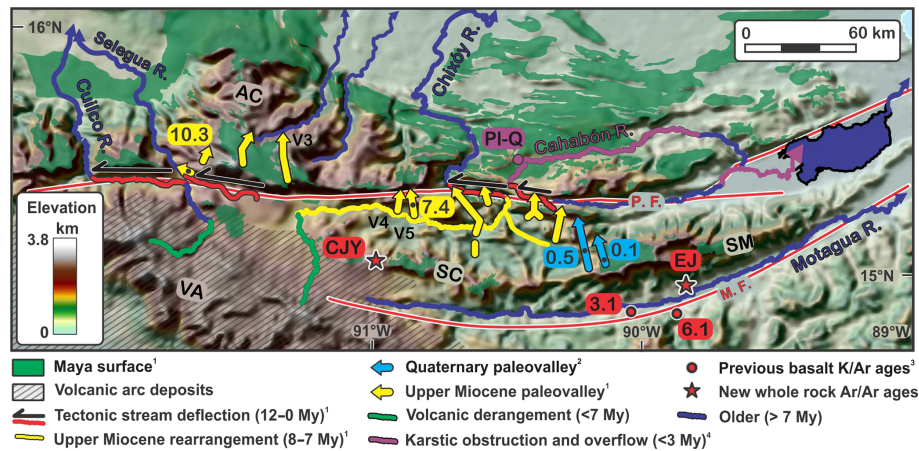 16°N
Selegua R.
Cuilco R.
AC
10.3
V3
Chixóy R.
Pl-Q
Cahabón R.
0 60 km
Elevation
km
3.8
0
7.4
V4
V5
P. F.
CJY
VA
SC
0.5
0.1
SM
EJ
Motagua R.
M. F.
3.1
6.1
15°N
91°W
90°W
89°W
Maya surface¹
Volcanic arc deposits
Tectonic stream deflection (12–0 My)¹
Upper Miocene rearrangement (8–7 My)¹
Quaternary paleovalley²
Upper Miocene paleovalley¹
Volcanic derangement (<7 My)
Karstic obstruction and overflow (<3 My)⁴
Previous basalt K/Ar ages³
New whole rock Ar/Ar ages
Older (> 7 My)